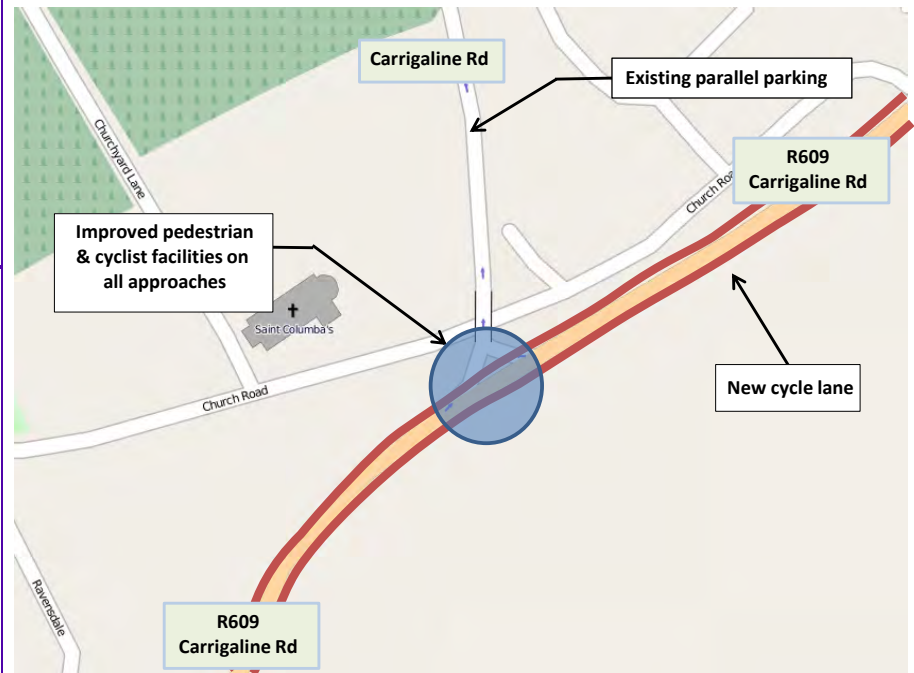 Carrigaline Rd
Existing parallel parking
Churchyard Lane
R609
Carrigaline Rd
Church Roa
Improved pedestrian
& cyclist facilities on
all approaches
Saint Columba's
New cycle lane
Church Road
Ravensdale
R609
Carrigaline Rd